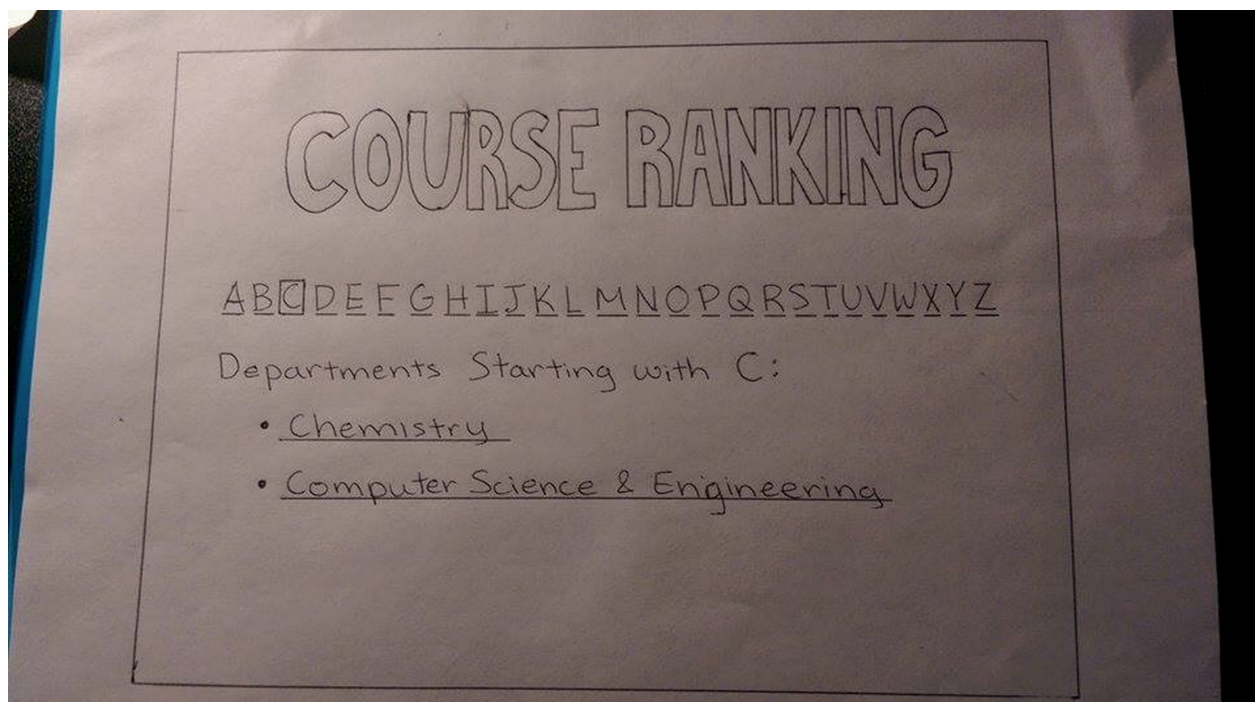 COURSE RANKING
A B C D E F G H I J K L M N O P Q R S T U V W X Y Z
Departments Starting with C:
• Chemistry
• Computer Science & Engineering